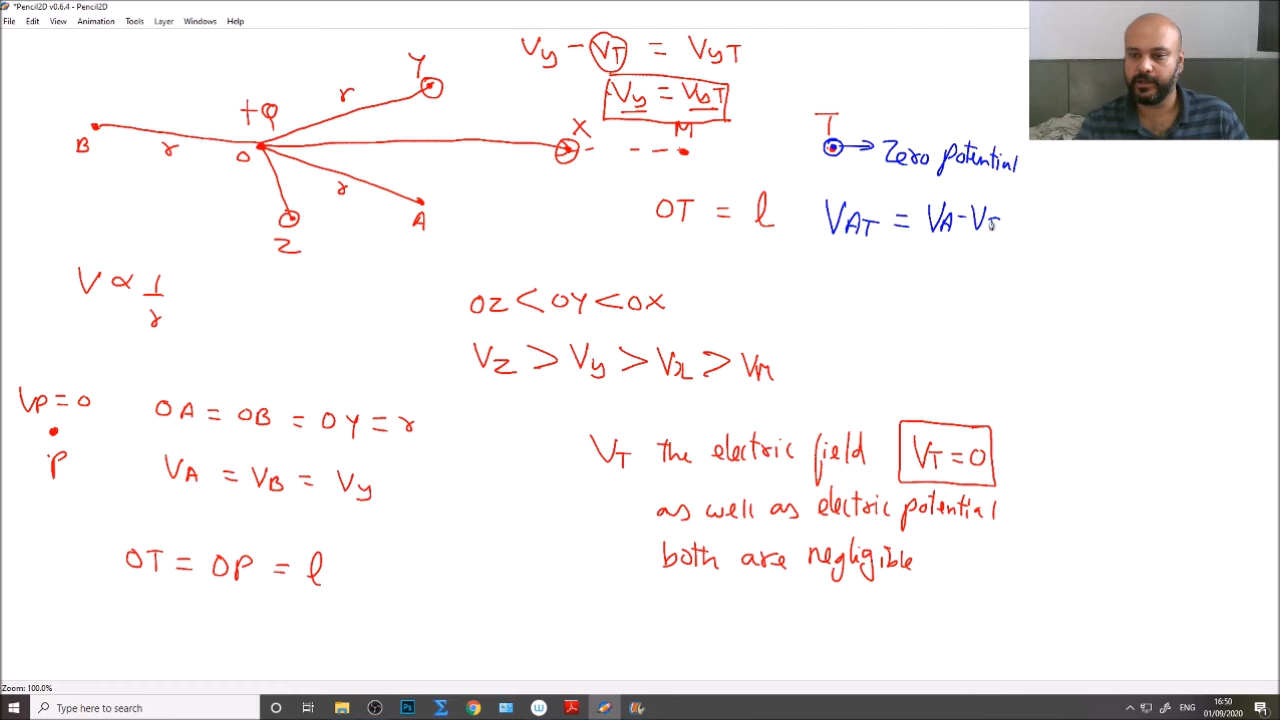 *Pencil2D v0.6.4 - Pencil2D
File Edit View Animation Tools Layer Windows Help
Vy - VT = VyT
Vy = VyT
Y
r
+Q
B
r
O
X
M
T
Zero potential
r
A
Z
OT = l
VAT = VA-VT
V ∝ 1/r
OZ < OY < OX
VZ > Vy > Vx > VM
VP = 0
P
OA = OB = OY = r
VA = VB = Vy
VT the electric field VT = 0
as well as electric potential
both are negligible
OT = OP = l
Zoom: 100.0%
Type here to search
ENG
16:50
01/09/2020